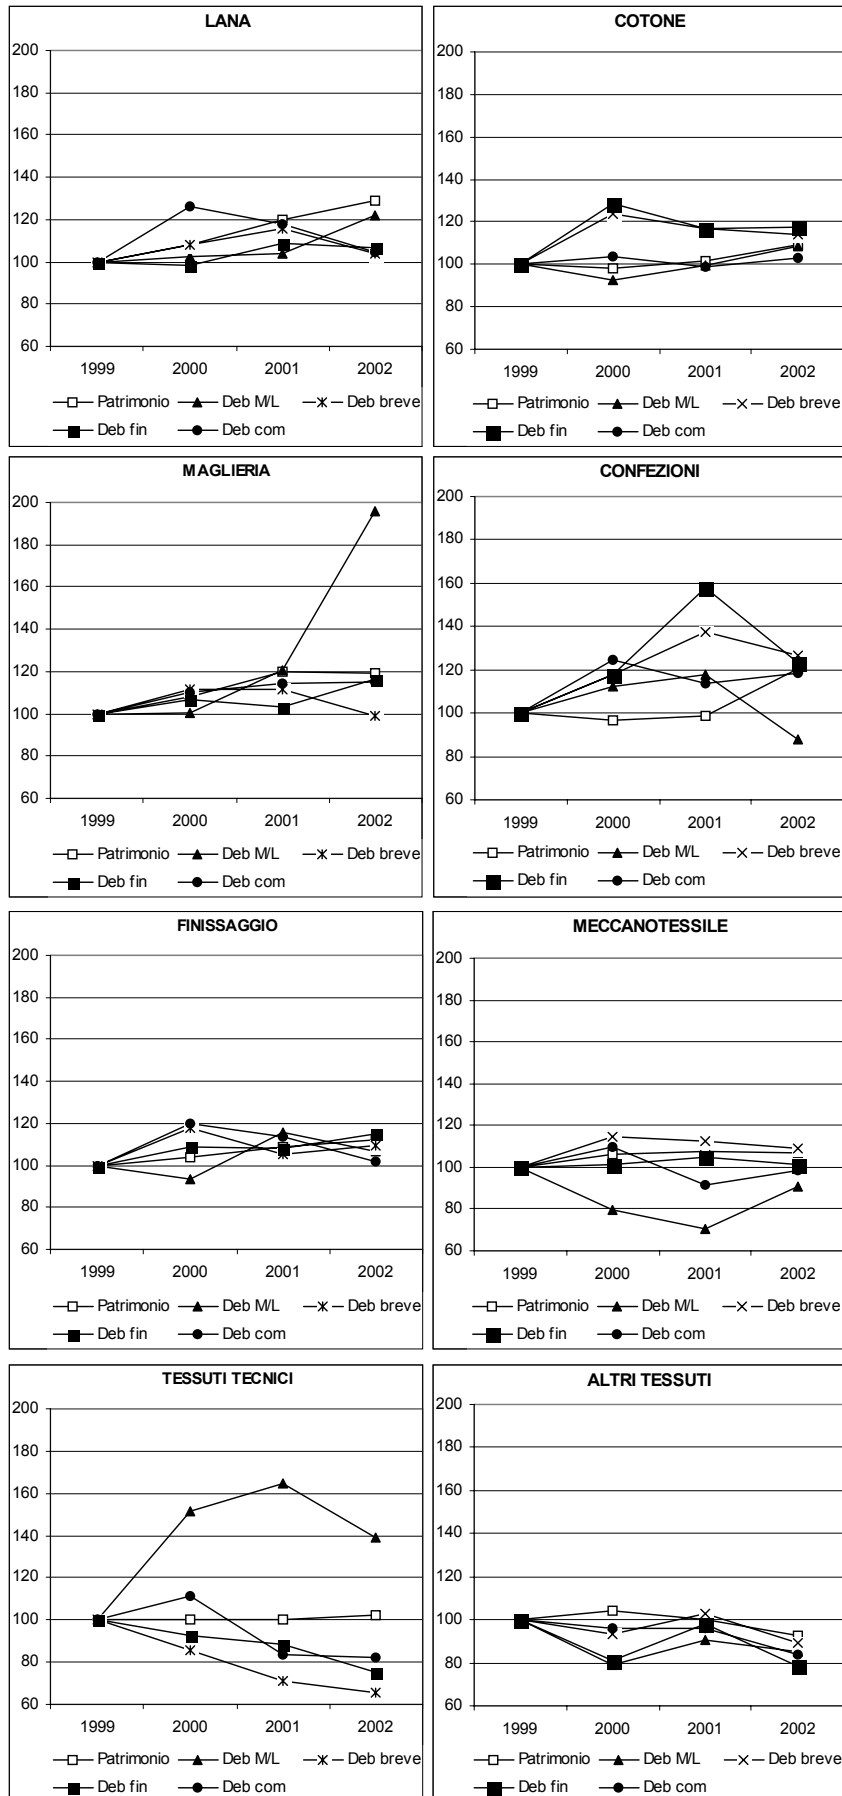 LANA
200
180
160
140
120
100
80
60
1999 2000 2001 2002
Patrimonio Deb M/L Deb breve
Deb fin Deb com
COTONE
200
180
160
140
120
100
80
60
1999 2000 2001 2002
Patrimonio Deb M/L Deb breve
Deb fin Deb com
MAGLIERIA
200
180
160
140
120
100
80
60
1999 2000 2001 2002
Patrimonio Deb M/L Deb breve
Deb fin Deb com
CONFEZIONI
200
180
160
140
120
100
80
60
1999 2000 2001 2002
Patrimonio Deb M/L Deb breve
Deb fin Deb com
FINISSAGGIO
200
180
160
140
120
100
80
60
1999 2000 2001 2002
Patrimonio Deb M/L Deb breve
Deb fin Deb com
MECCANOTESSILE
200
180
160
140
120
100
80
60
1999 2000 2001 2002
Patrimonio Deb M/L Deb breve
Deb fin Deb com
TESSUTI TECNICI
200
180
160
140
120
100
80
60
1999 2000 2001 2002
Patrimonio Deb M/L Deb breve
Deb fin Deb com
ALTRI TESSUTI
200
180
160
140
120
100
80
60
1999 2000 2001 2002
Patrimonio Deb M/L Deb breve
Deb fin Deb com